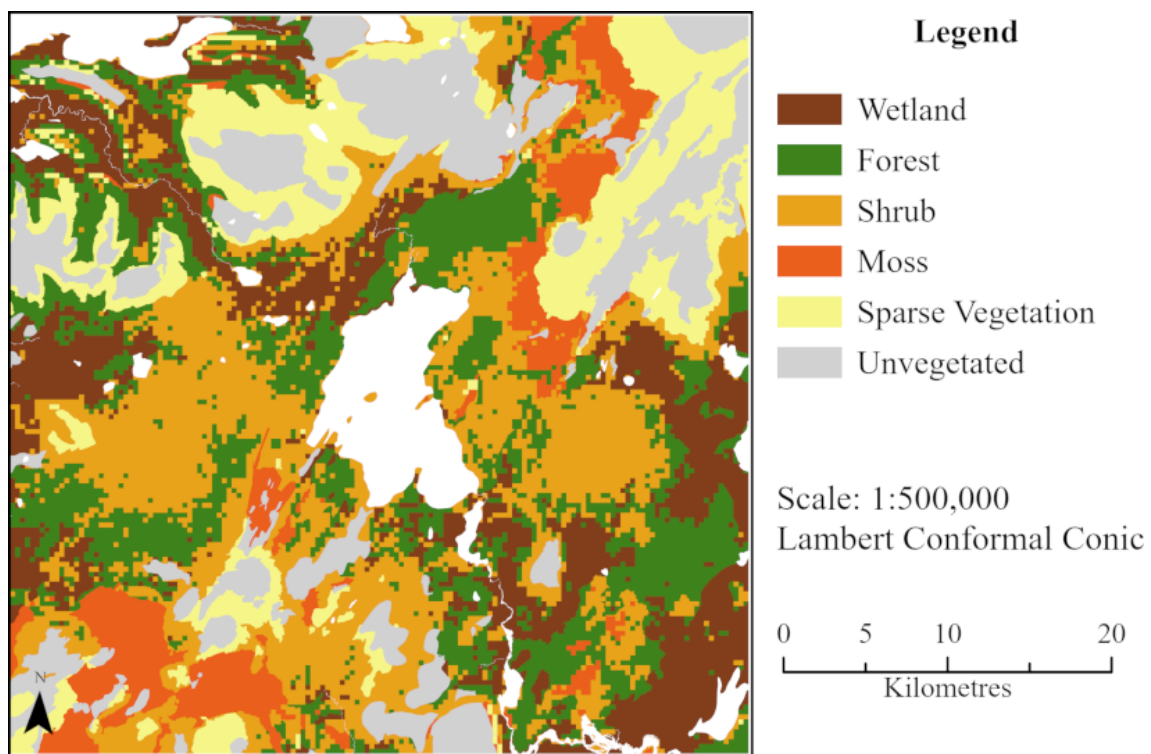 Legend
Wetland
Forest
Shrub
Moss
Sparse Vegetation
Unvegetated
Scale: 1:500,000
Lambert Conformal Conic
0 5 10 20
Kilometres
N